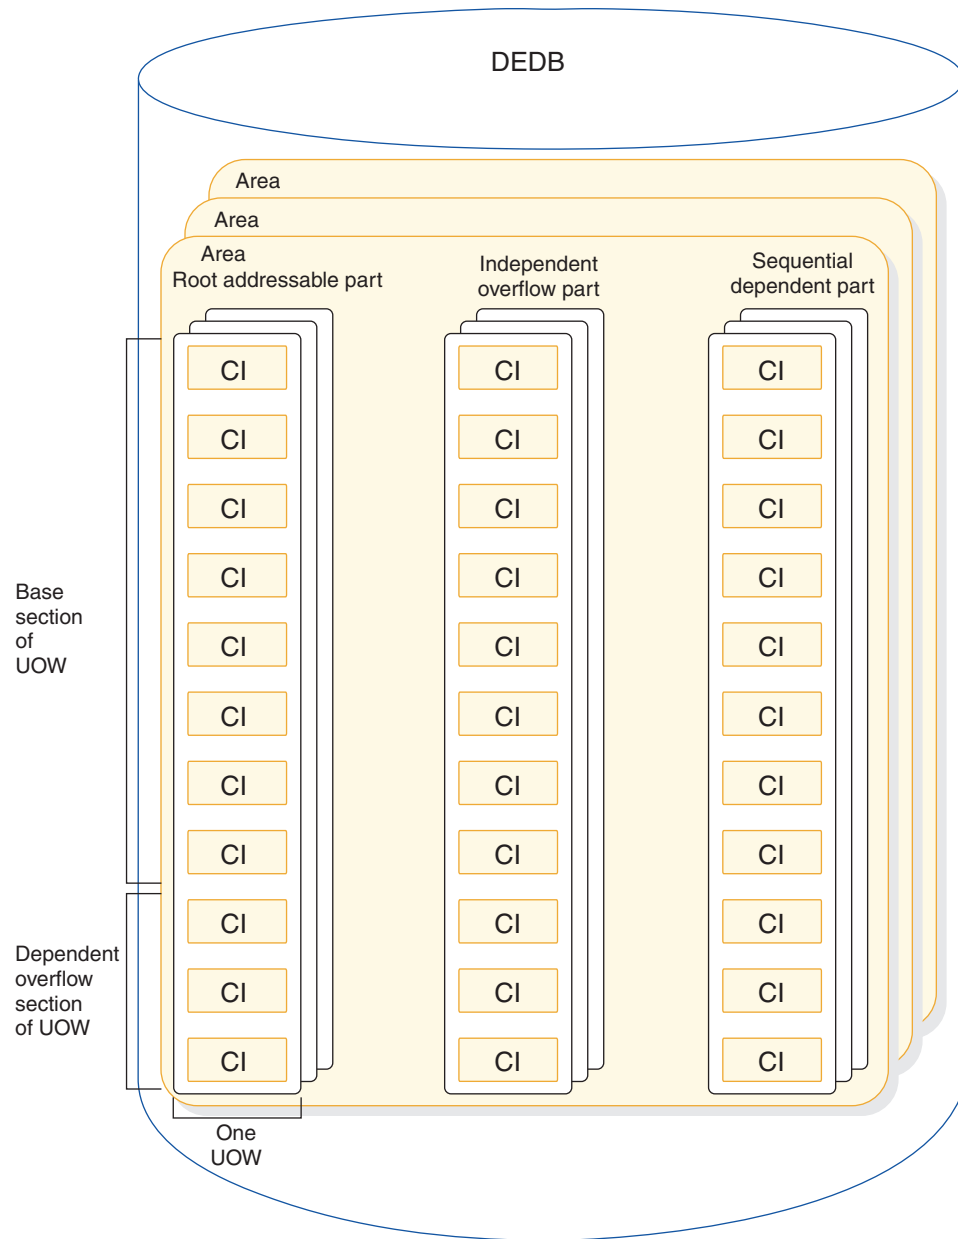 DEDB
Area
Area
Area
Root addressable part
Independent
overflow part
Sequential
dependent part
CI CI CI
CI CI CI
CI CI CI
CI CI CI
CI CI CI
CI CI CI
CI CI CI
CI CI CI
CI CI CI
CI CI CI
CI CI CI
Base
section
of
UOW
Dependent
overflow
section
of UOW
One
UOW